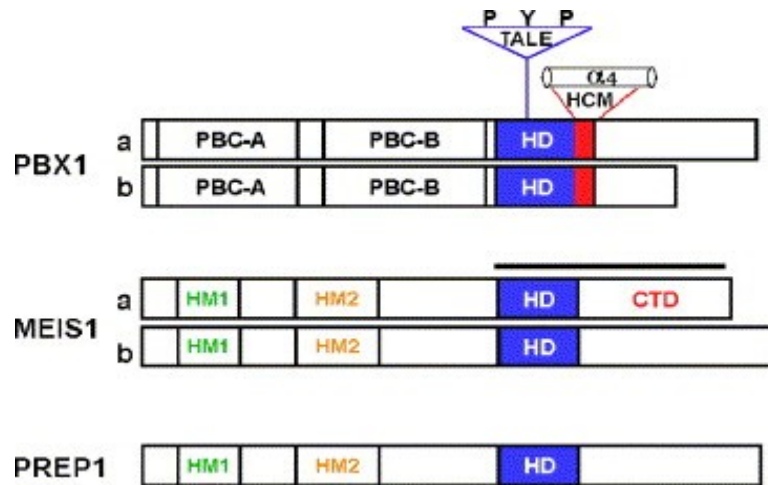 P Y P
TALE
α4
HCM
PBX1
a PBC-A PBC-B HD
b PBC-A PBC-B HD
MEIS1
a HM1 HM2 HD CTD
b HM1 HM2 HD
PREP1 HM1 HM2 HD